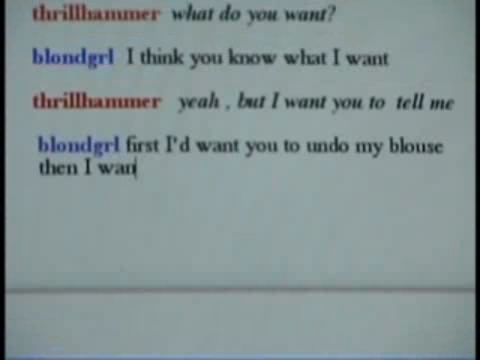 thrillhammer what do you want?
blondgrl I think you know what I want
thrillhammer yeah , but I want you to tell me
blondgrl first I'd want you to undo my blouse
then I wan